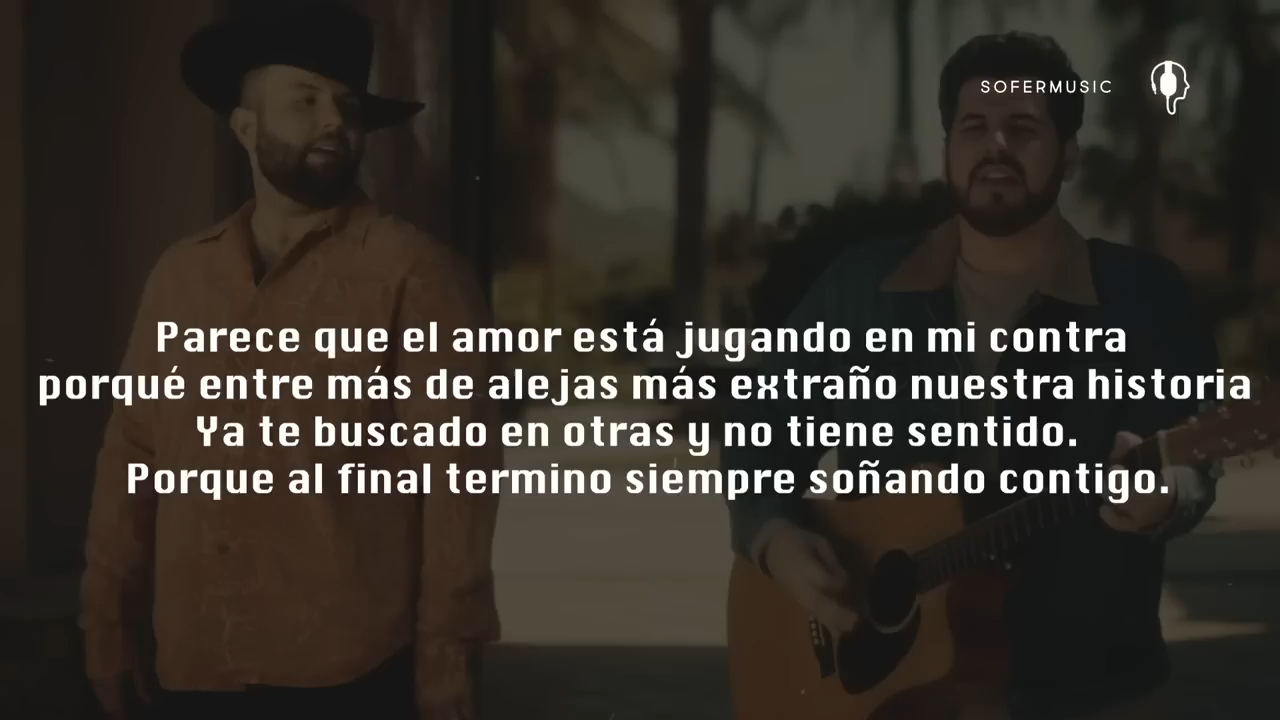 SOFERMUSIC
Parece que el amor está jugando en mi contra
porqué entre más de alejas más extraño nuestra historia
Ya te buscado en otras y no tiene sentido.
Porque al final termino siempre soñando contigo.